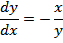 dy/dx = −x/y